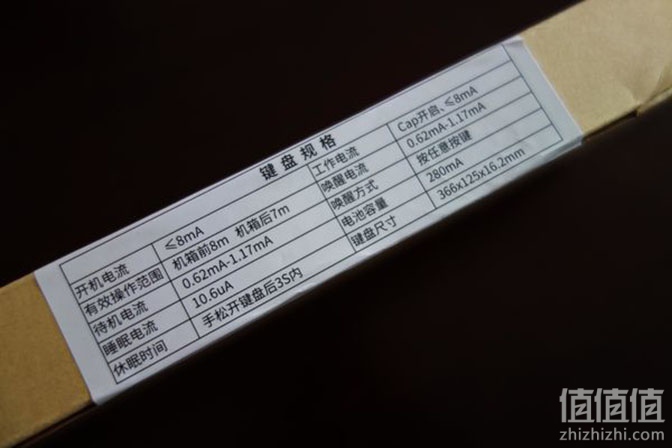 键盘规格
开机电流 ≤8mA 工作电流 Cap开启、≤8mA
有效操作范围 机箱前8m 机箱后7m 唤醒电流 0.62mA-1.17mA
待机电流 0.62mA-1.17mA 唤醒方式 按任意按键
睡眠电流 10.6uA 电池容量 280mA
休眠时间 手松开键盘后3S内 键盘尺寸 366x125x16.2mm
值值值
zhizhizhi.com